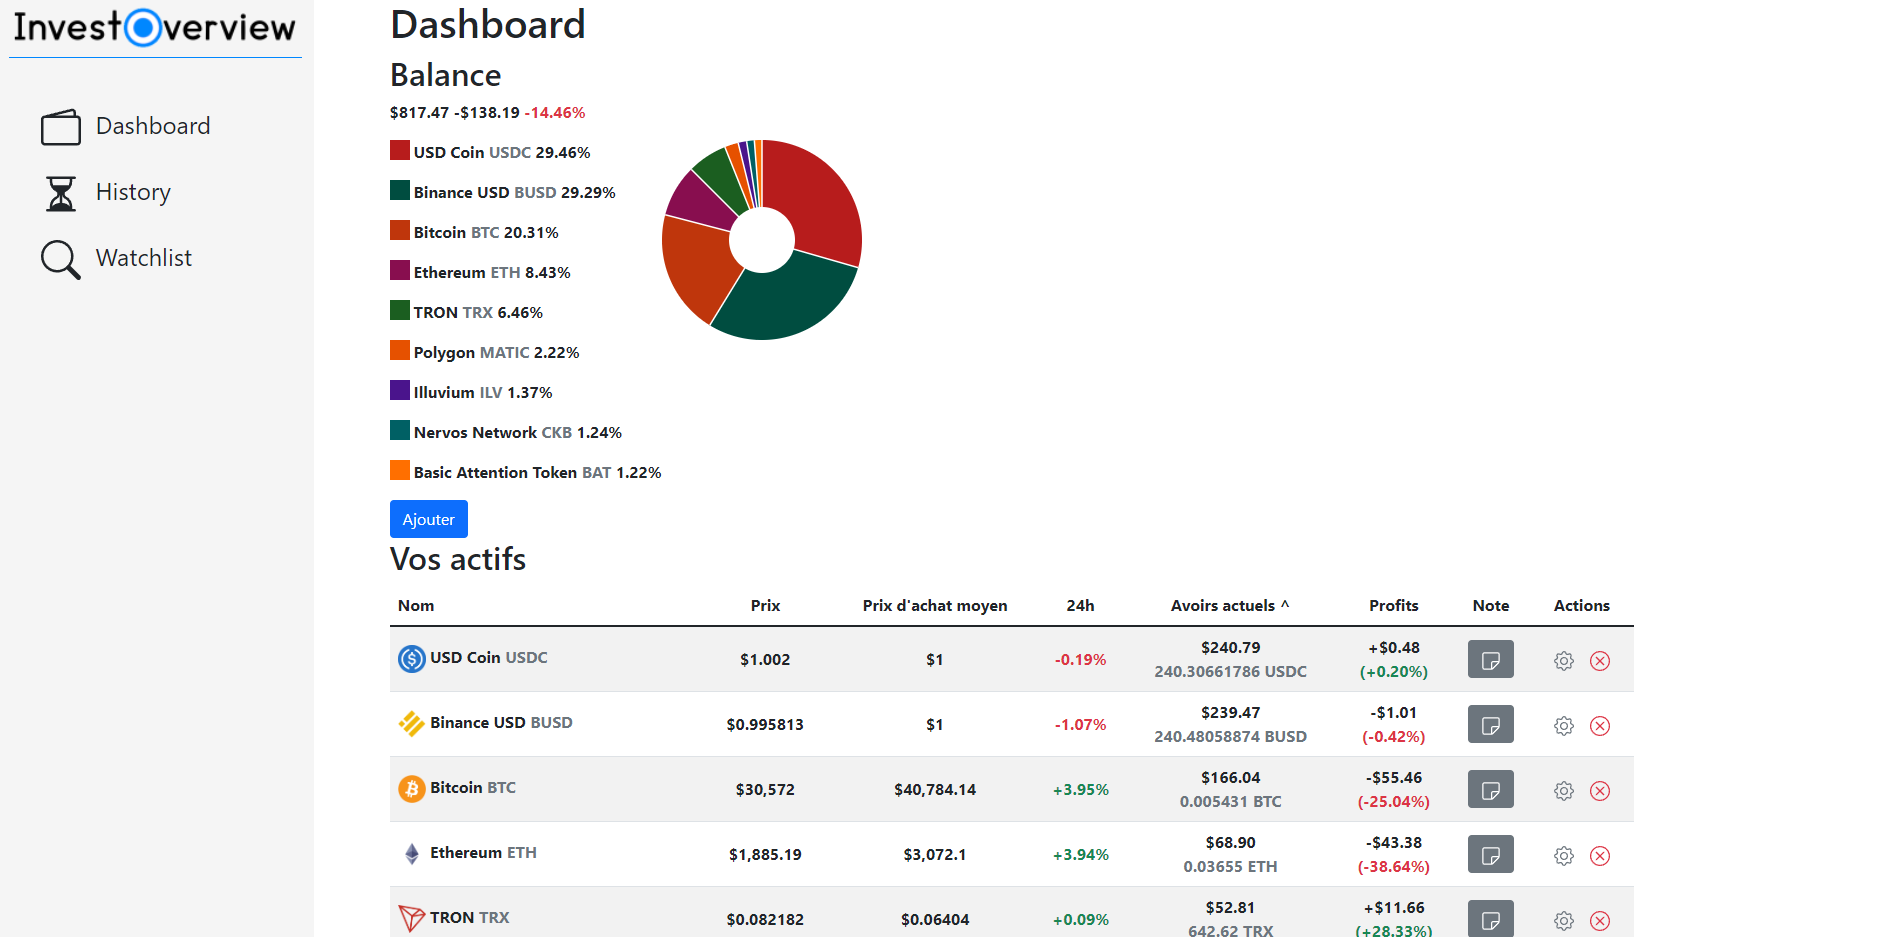 InvestOverview
Dashboard
History
Watchlist
Dashboard
Balance
$817.47 -$138.19 -14.46%
USD Coin USDC 29.46%
Binance USD BUSD 29.29%
Bitcoin BTC 20.31%
Ethereum ETH 8.43%
TRON TRX 6.46%
Polygon MATIC 2.22%
Illuvium ILV 1.37%
Nervos Network CKB 1.24%
Basic Attention Token BAT 1.22%
Ajouter
Vos actifs
Nom Prix Prix d'achat moyen 24h Avoirs actuels ^ Profits Note Actions
USD Coin USDC $1.002 $1 -0.19% $240.79 +$0.48
240.30661786 USDC (+0.20%)
Binance USD BUSD $0.995813 $1 -1.07% $239.47 -$1.01
240.48058874 BUSD (-0.42%)
Bitcoin BTC $30,572 $40,784.14 +3.95% $166.04 -$55.46
0.005431 BTC (-25.04%)
Ethereum ETH $1,885.19 $3,072.1 +3.94% $68.90 -$43.38
0.03655 ETH (-38.64%)
TRON TRX $0.082182 $0.06404 +0.09% $52.81 +$11.66
642.62 TRX (+28.33%)